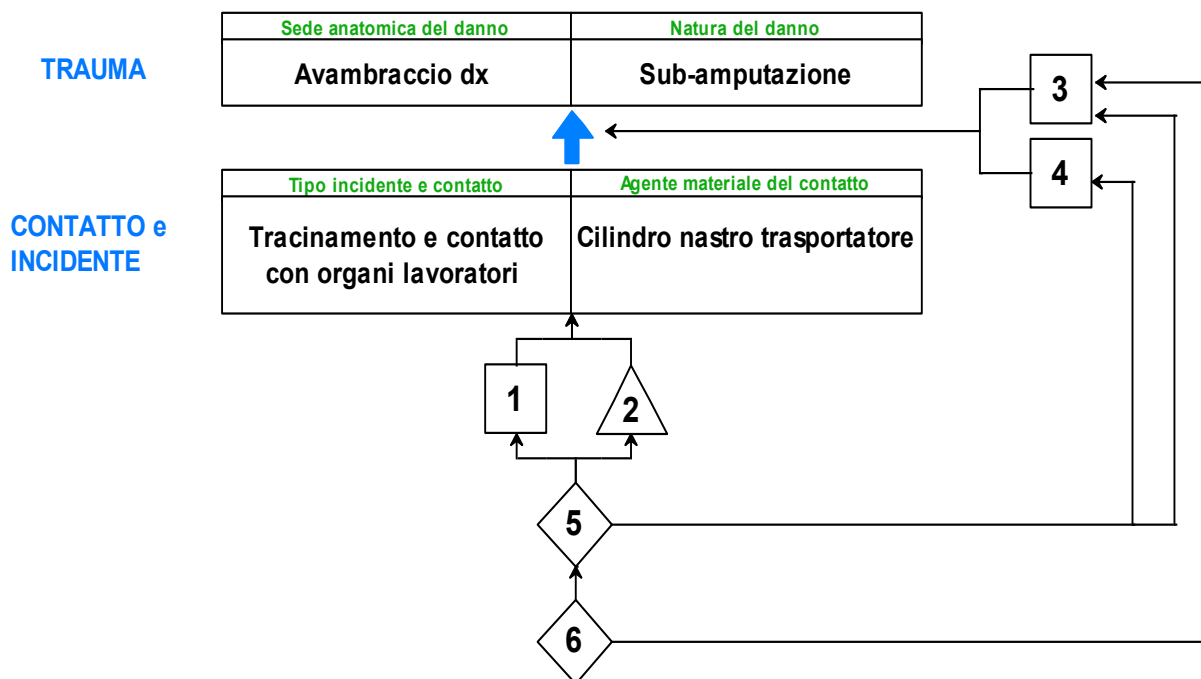 Sede anatomica del danno
Natura del danno
TRAUMA
Avambraccio dx
Sub-amputazione
3
4
Tipo incidente e contatto
Agente materiale del contatto
CONTATTO e
INCIDENTE
Tracinamento e contatto
con organi lavoratori
Cilindro nastro trasportatore
1
2
5
6